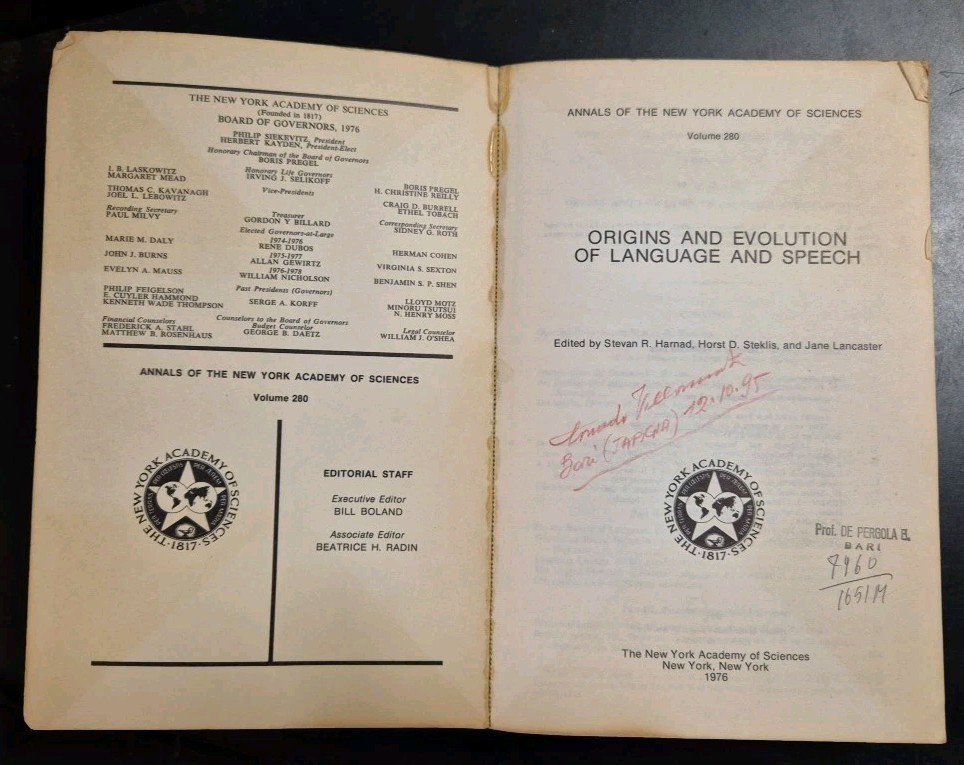 THE NEW YORK ACADEMY OF SCIENCES
(Founded in 1817)
BOARD OF GOVERNORS, 1976
PHILIP SIEKEVITZ, President
HERBERT KAYDEN, President-Elect
Honorary Chairman of the Board of Governors
BORIS PREGEL
Honorary Life Governors
I. B. LASKOWITZ IRVING J. SELIKOFF BORIS PREGEL
MARGARET MEAD H. CHRISTINE REILLY
Vice-Presidents
THOMAS C. KAVANAGH CRAIG D. BURRELL
JOEL L. LEBOWITZ ETHEL TOBACH
Recording Secretary Treasurer Corresponding Secretary
PAUL MILVY GORDON Y BILLARD SIDNEY G. ROTH
Elected Governors-at-Large
1974-1976
MARIE M. DALY RENE DUBOS HERMAN COHEN
1975-1977
JOHN J. BURNS ALLAN GEWIRTZ VIRGINIA S. SEXTON
1976-1978
EVELYN A. MAUSS WILLIAM NICHOLSON BENJAMIN S. P. SHEN
Past Presidents (Governors)
PHILIP FEIGELSON LLOYD MOTZ
E. CUYLER HAMMOND SERGE A. KORFF MINORU TSUTSUI
KENNETH WADE THOMPSON N. HENRY MOSS
Counselors to the Board of Governors
Financial Counselors Budget Counselor Legal Counselor
FREDERICK A. STAHL GEORGE B. DAETZ WILLIAM J. O'SHEA
MATTHEW B. ROSENHAUS
ANNALS OF THE NEW YORK ACADEMY OF SCIENCES
Volume 280
THE NEW YORK ACADEMY OF SCIENCES
·1817·
EDITORIAL STAFF
Executive Editor
BILL BOLAND
Associate Editor
BEATRICE H. RADIN
ANNALS OF THE NEW YORK ACADEMY OF SCIENCES
Volume 280
ORIGINS AND EVOLUTION
OF LANGUAGE AND SPEECH
Edited by Stevan R. Harnad, Horst D. Steklis, and Jane Lancaster
Bari 12.10.95
THE NEW YORK ACADEMY OF SCIENCES
·1817·
Prof. DE PERGOLA
BARI
7960
1651M
The New York Academy of Sciences
New York, New York
1976